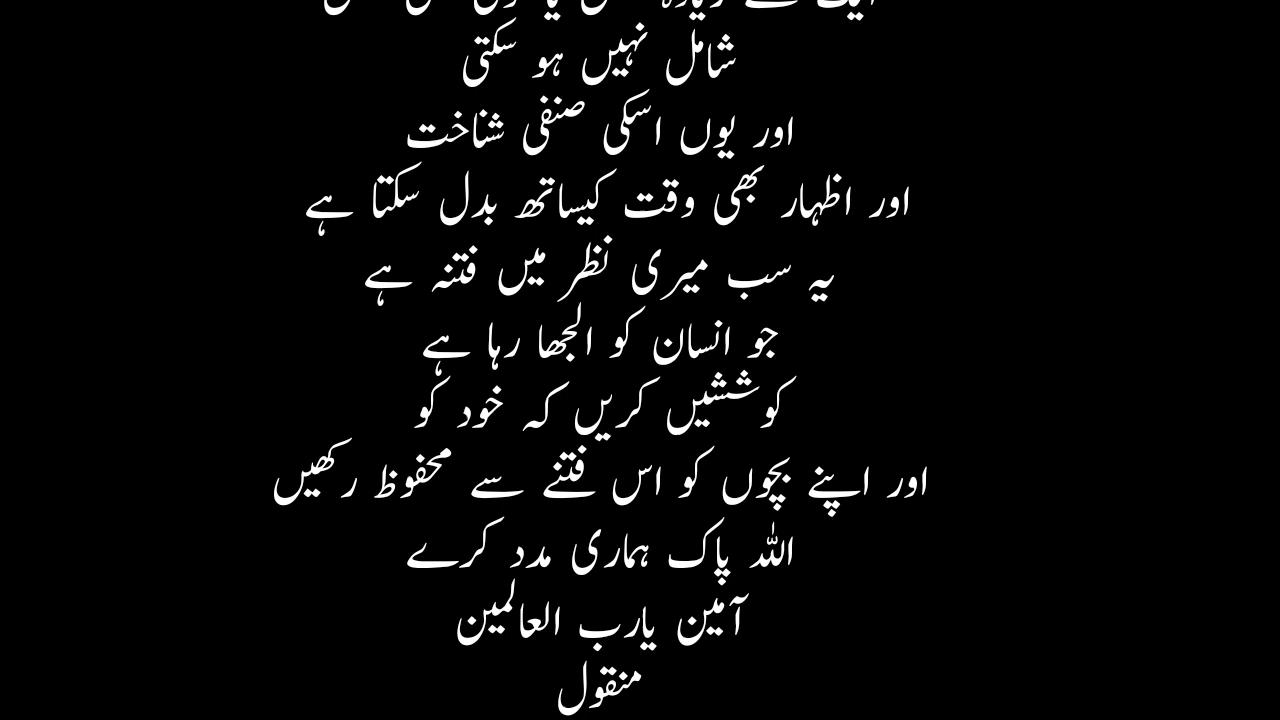 شامل نہیں ہو سکتی
اور یوں اسکی صنفی شناخت
اور اظہار بھی وقت کیساتھ بدل سکتا ہے
یہ سب میری نظر میں فتنہ ہے
جو انسان کو الجھا رہا ہے
کوششیں کریں کہ خود کو
اور اپنے بچوں کو اس فتنے سے محفوظ رکھیں
اللہ پاک ہماری مدد کرے
آمین یارب العالمین
منقول